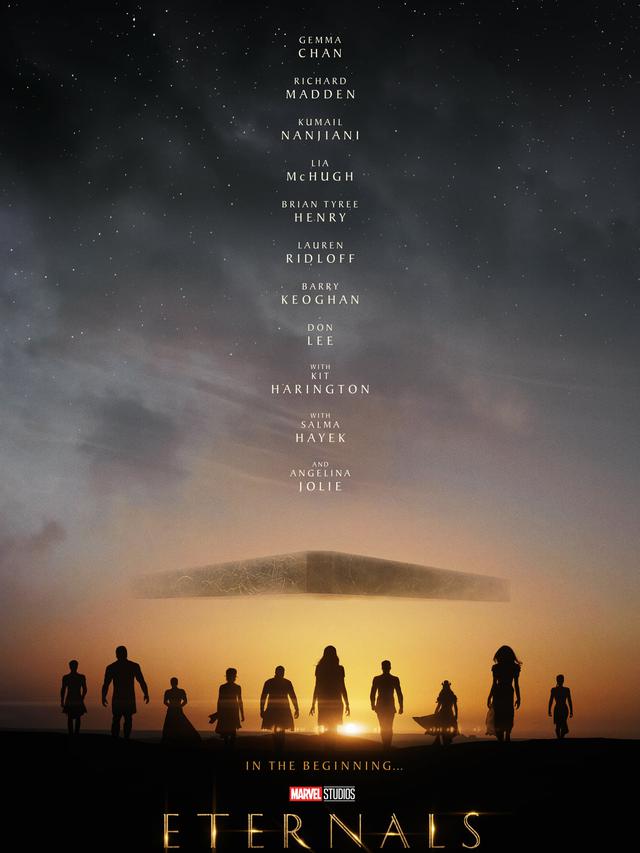 GEMMA
CHAN
RICHARD
MADDEN
KUMAIL
NANJIANI
LIA
McHUGH
BRIAN TYREE
HENRY
LAUREN
RIDLOFF
BARRY
KEOGHAN
DON
LEE
WITH
KIT
HARINGTON
WITH
SALMA
HAYEK
AND
ANGELINA
JOLIE
IN THE BEGINNING...
MARVEL STUDIOS
ETERNALS